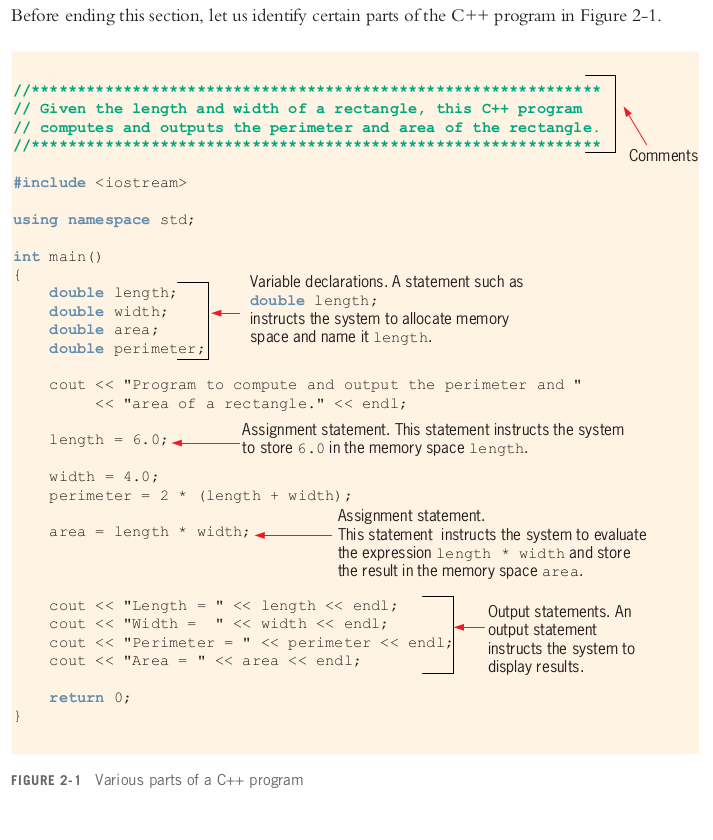 Before ending this section, let us identify certain parts of the C++ program in Figure 2-1.
//***************************************************************
// Given the length and width of a rectangle, this C++ program
// computes and outputs the perimeter and area of the rectangle.
//***************************************************************
Comments
#include <iostream>
using namespace std;
int main()
{
    double length;
    double width;
    double area;
    double perimeter;
Variable declarations. A statement such as
double length;
instructs the system to allocate memory
space and name it length.
    cout << "Program to compute and output the perimeter and "
         << "area of a rectangle." << endl;
    length = 6.0;
Assignment statement. This statement instructs the system
to store 6.0 in the memory space length.
    width = 4.0;
    perimeter = 2 * (length + width);
    area = length * width;
Assignment statement.
This statement instructs the system to evaluate
the expression length * width and store
the result in the memory space area.
    cout << "Length = " << length << endl;
    cout << "Width =  " << width << endl;
    cout << "Perimeter = " << perimeter << endl;
    cout << "Area = " << area << endl;
Output statements. An
output statement
instructs the system to
display results.
    return 0;
}
FIGURE 2-1 Various parts of a C++ program